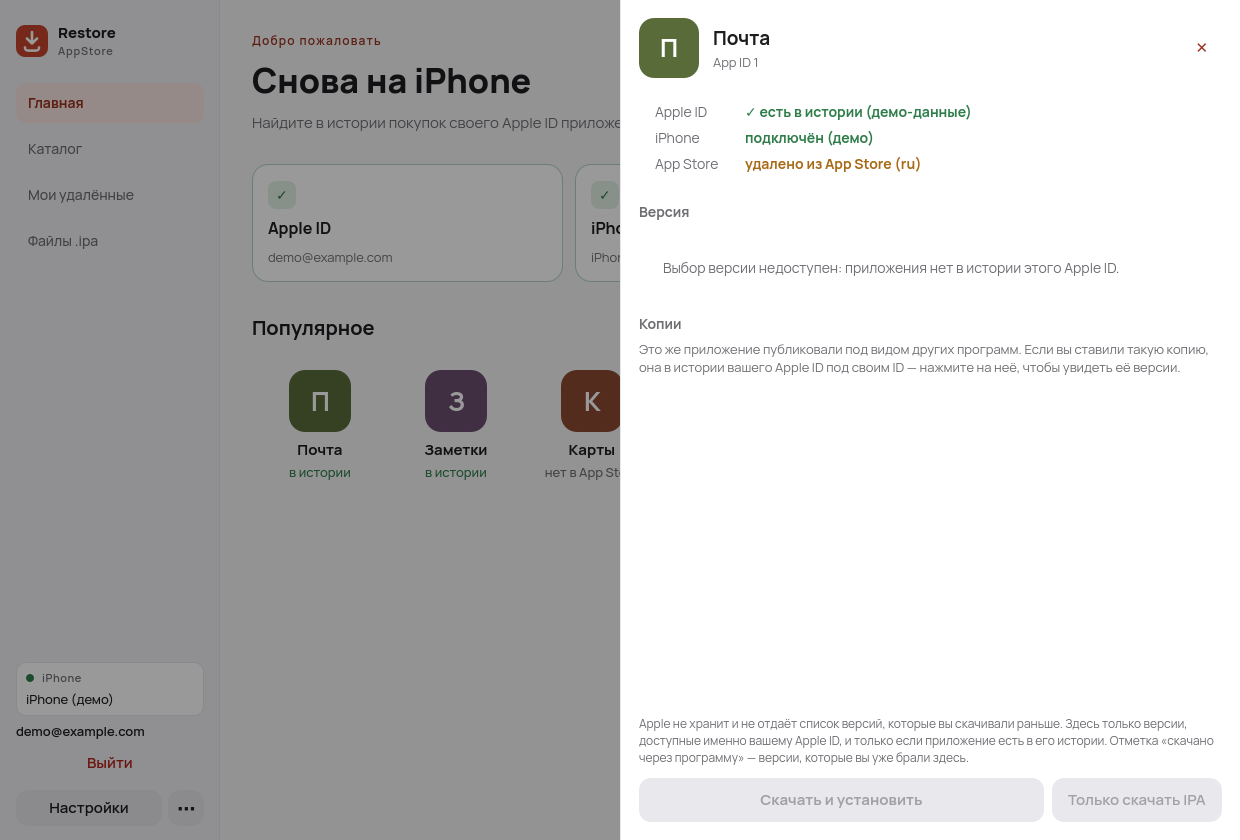 Restore
AppStore
Главная
Каталог
Мои удалённые
Файлы .ipa
iPhone
iPhone (демо)
demo@example.com
Выйти
Настройки
Добро пожаловать
Снова на iPhone
Найдите в истории покупок своего Apple ID приложе
✓
Apple ID
demo@example.com
✓
iPho
iPhon
Популярное
П
Почта
в истории
З
Заметки
в истории
К
Карты
нет в App Sto
П
Почта
App ID 1
✕
Apple ID
✓ есть в истории (демо-данные)
iPhone
подключён (демо)
App Store
удалено из App Store (ru)
Версия
Выбор версии недоступен: приложения нет в истории этого Apple ID.
Копии
Это же приложение публиковали под видом других программ. Если вы ставили такую копию,
она в истории вашего Apple ID под своим ID — нажмите на неё, чтобы увидеть её версии.
Apple не хранит и не отдаёт список версий, которые вы скачивали раньше. Здесь только версии,
доступные именно вашему Apple ID, и только если приложение есть в его истории. Отметка «скачано
через программу» — версии, которые вы уже брали здесь.
Скачать и установить
Только скачать IPA